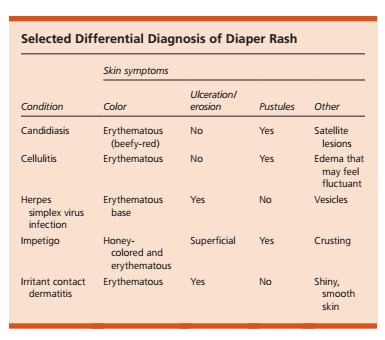 Selected Differential Diagnosis of Diaper Rash
Skin symptoms
Ulceration/
Condition Color erosion Pustules Other
Candidiasis Erythematous No Yes Satellite
(beefy-red) lesions
Cellulitis Erythematous No Yes Edema that
may feel
fluctuant
Herpes Erythematous Yes No Vesicles
simplex virus base
infection
Impetigo Honey- Superficial Yes Crusting
colored and
erythematous
Irritant contact Erythematous Yes No Shiny,
dermatitis smooth
skin